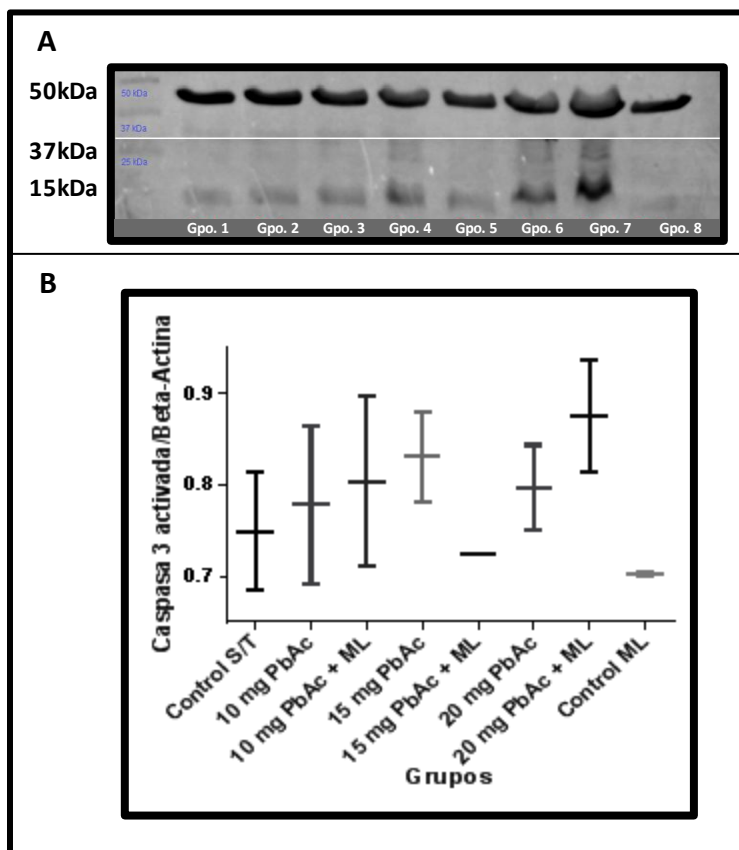 A
50kDa
37kDa
15kDa
50 kDa
37 kDa
25 kDa
Gpo. 1 Gpo. 2 Gpo. 3 Gpo. 4 Gpo. 5 Gpo. 6 Gpo. 7 Gpo. 8
B
Caspasa 3 activada/Beta-Actina
0.9
0.8
0.7
Control S/T
10 mg PbAc
10 mg PbAc + ML
15 mg PbAc
15 mg PbAc + ML
20 mg PbAc
20 mg PbAc + ML
Control ML
Grupos